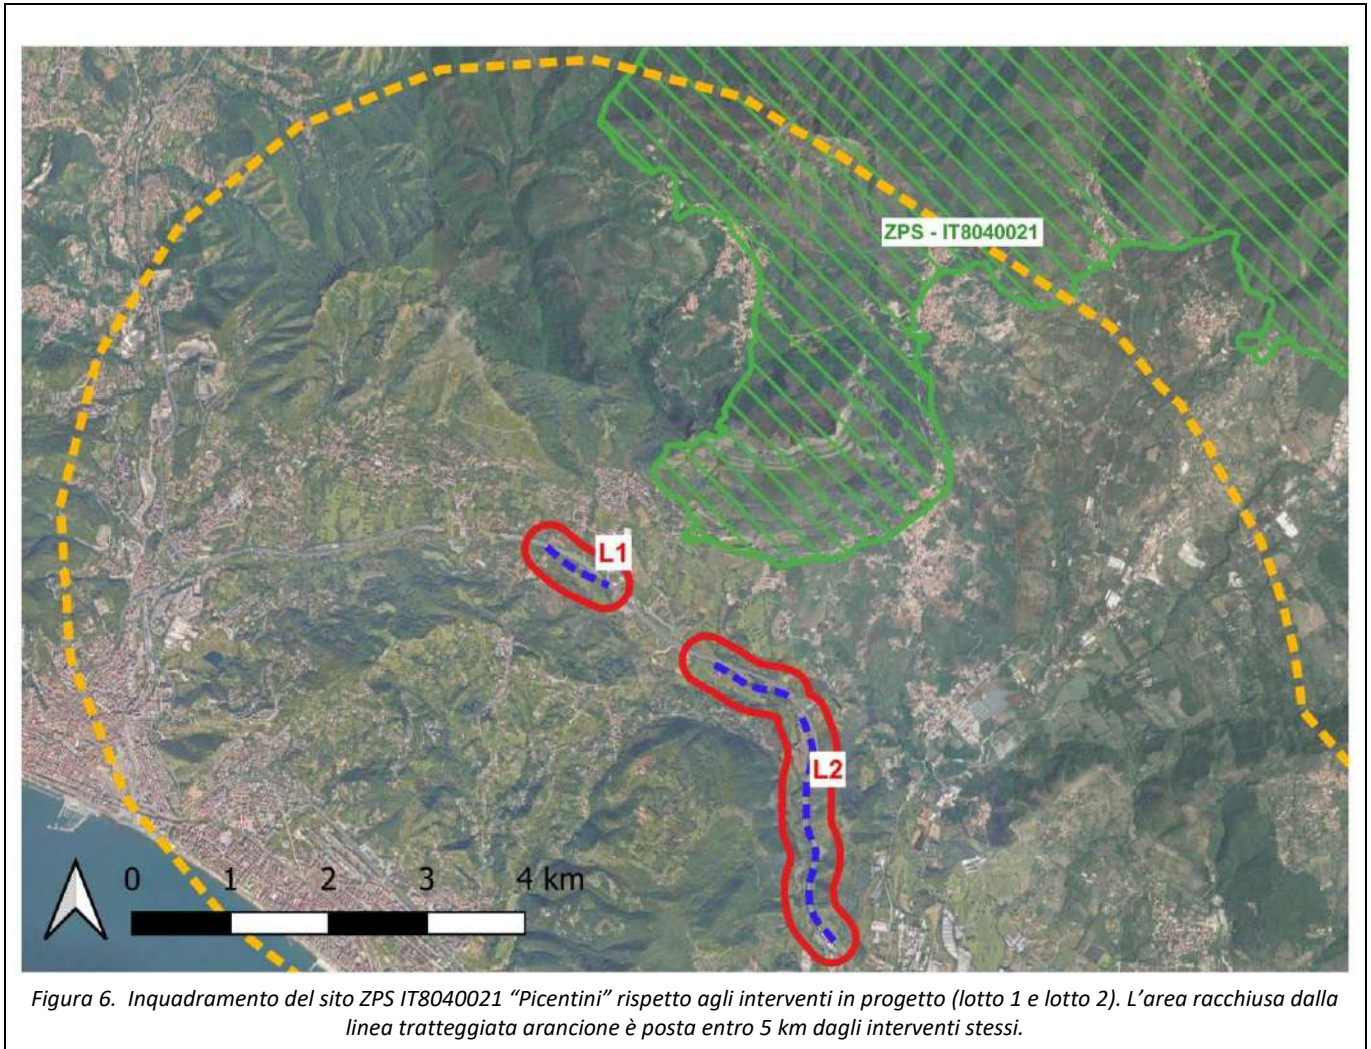 ZPS - IT8040021
L1
L2
0 1 2 3 4 km
Figura 6. Inquadramento del sito ZPS IT8040021 “Picentini” rispetto agli interventi in progetto (lotto 1 e lotto 2). L’area racchiusa dalla
linea tratteggiata arancione è posta entro 5 km dagli interventi stessi.